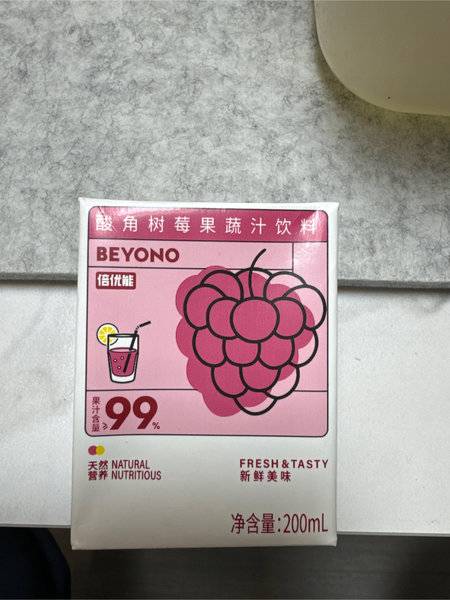 酸角树莓果蔬汁饮料
BEYONO
倍优能
果汁含量≥99%
天然 NATURAL
营养 NUTRITIOUS
FRESH&TASTY
新鲜美味
净含量:200mL